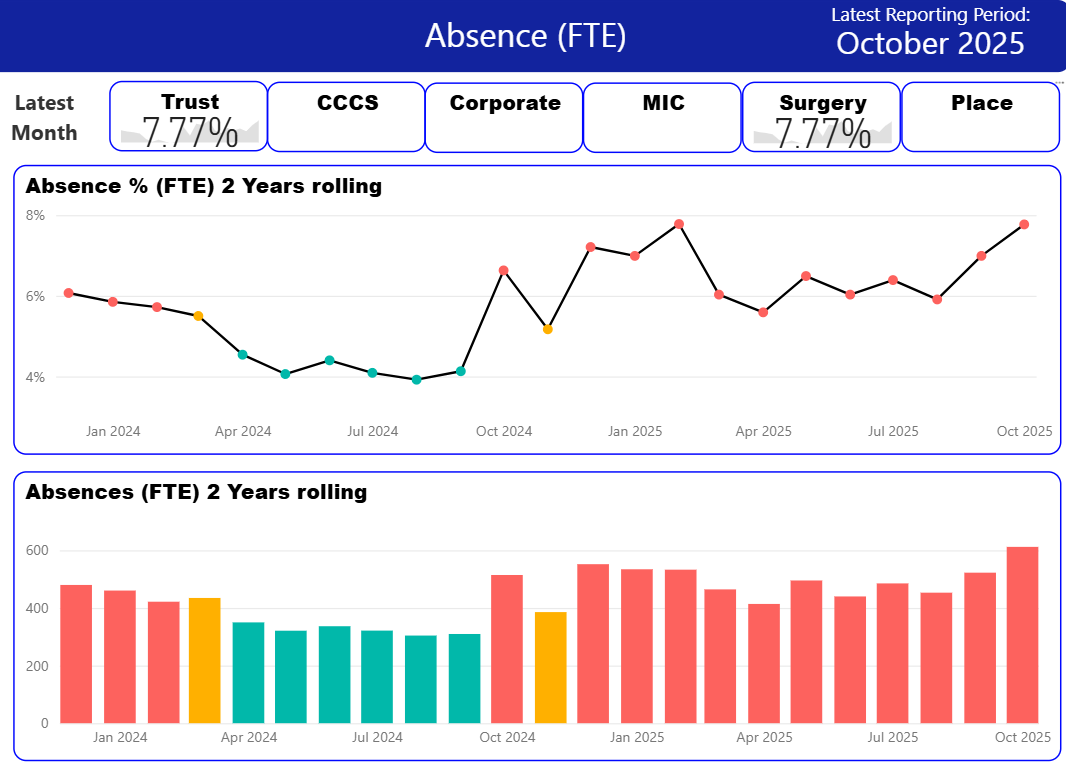 Absence (FTE)
Latest Reporting Period:
October 2025
Latest
Month
Trust
7.77%
CCCS
Corporate
MIC
Surgery
7.77%
Place
Absence % (FTE) 2 Years rolling
8%
6%
4%
Jan 2024 Apr 2024 Jul 2024 Oct 2024 Jan 2025 Apr 2025 Jul 2025 Oct 2025
Absences (FTE) 2 Years rolling
600
400
200
0
Jan 2024 Apr 2024 Jul 2024 Oct 2024 Jan 2025 Apr 2025 Jul 2025 Oct 2025